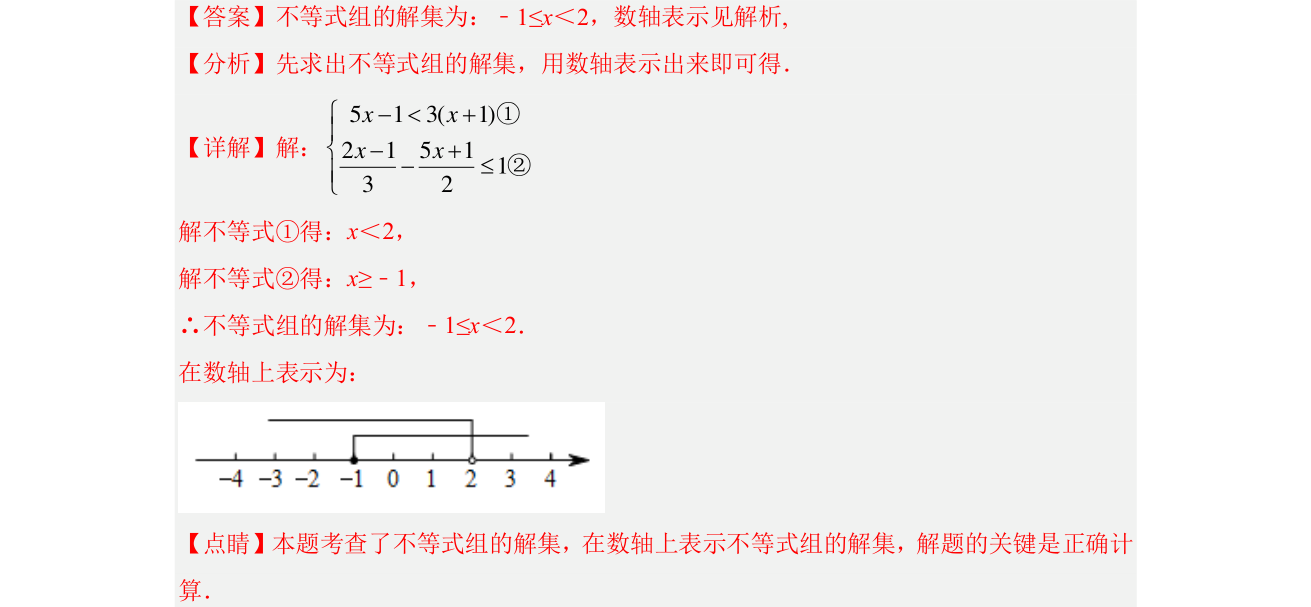 【答案】不等式组的解集为：﹣1≤x＜2，数轴表示见解析,
【分析】先求出不等式组的解集，用数轴表示出来即可得．
【详解】解：
5x−1<3(x+1)①
(2x−1)/3 − (5x+1)/2 ≤1②
解不等式①得：x＜2，
解不等式②得：x≥﹣1，
∴不等式组的解集为：﹣1≤x＜2．
在数轴上表示为：
−4 −3 −2 −1 0 1 2 3 4
【点睛】本题考查了不等式组的解集，在数轴上表示不等式组的解集，解题的关键是正确计
算．